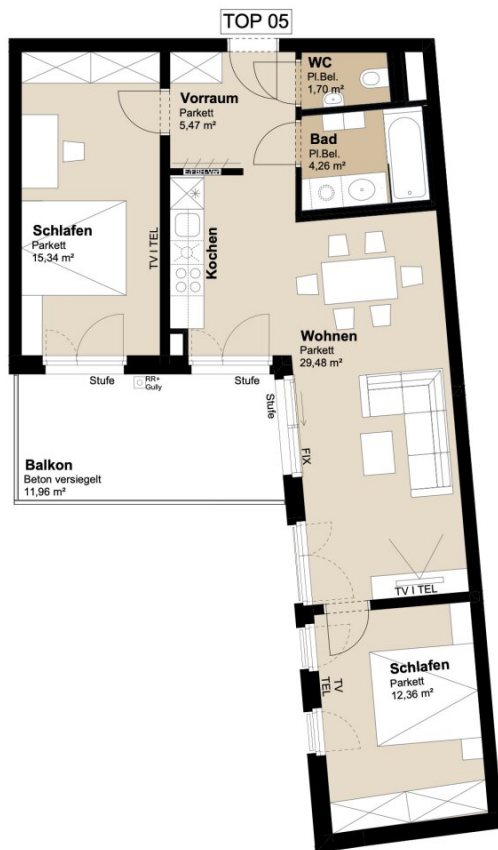 TOP 05
WC
Pl.Bel.
1,70 m²
Vorraum
Parkett
5,47 m²
Bad
Pl.Bel.
4,26 m²
Schlafen
Parkett
15,34 m²
TV I TEL
Kochen
Wohnen
Parkett
29,48 m²
Stufe
RR+
Gully
Stufe
Stufe
FIX
Balkon
Beton versiegelt
11,96 m²
TV I TEL
TV
TEL
Schlafen
Parkett
12,36 m²